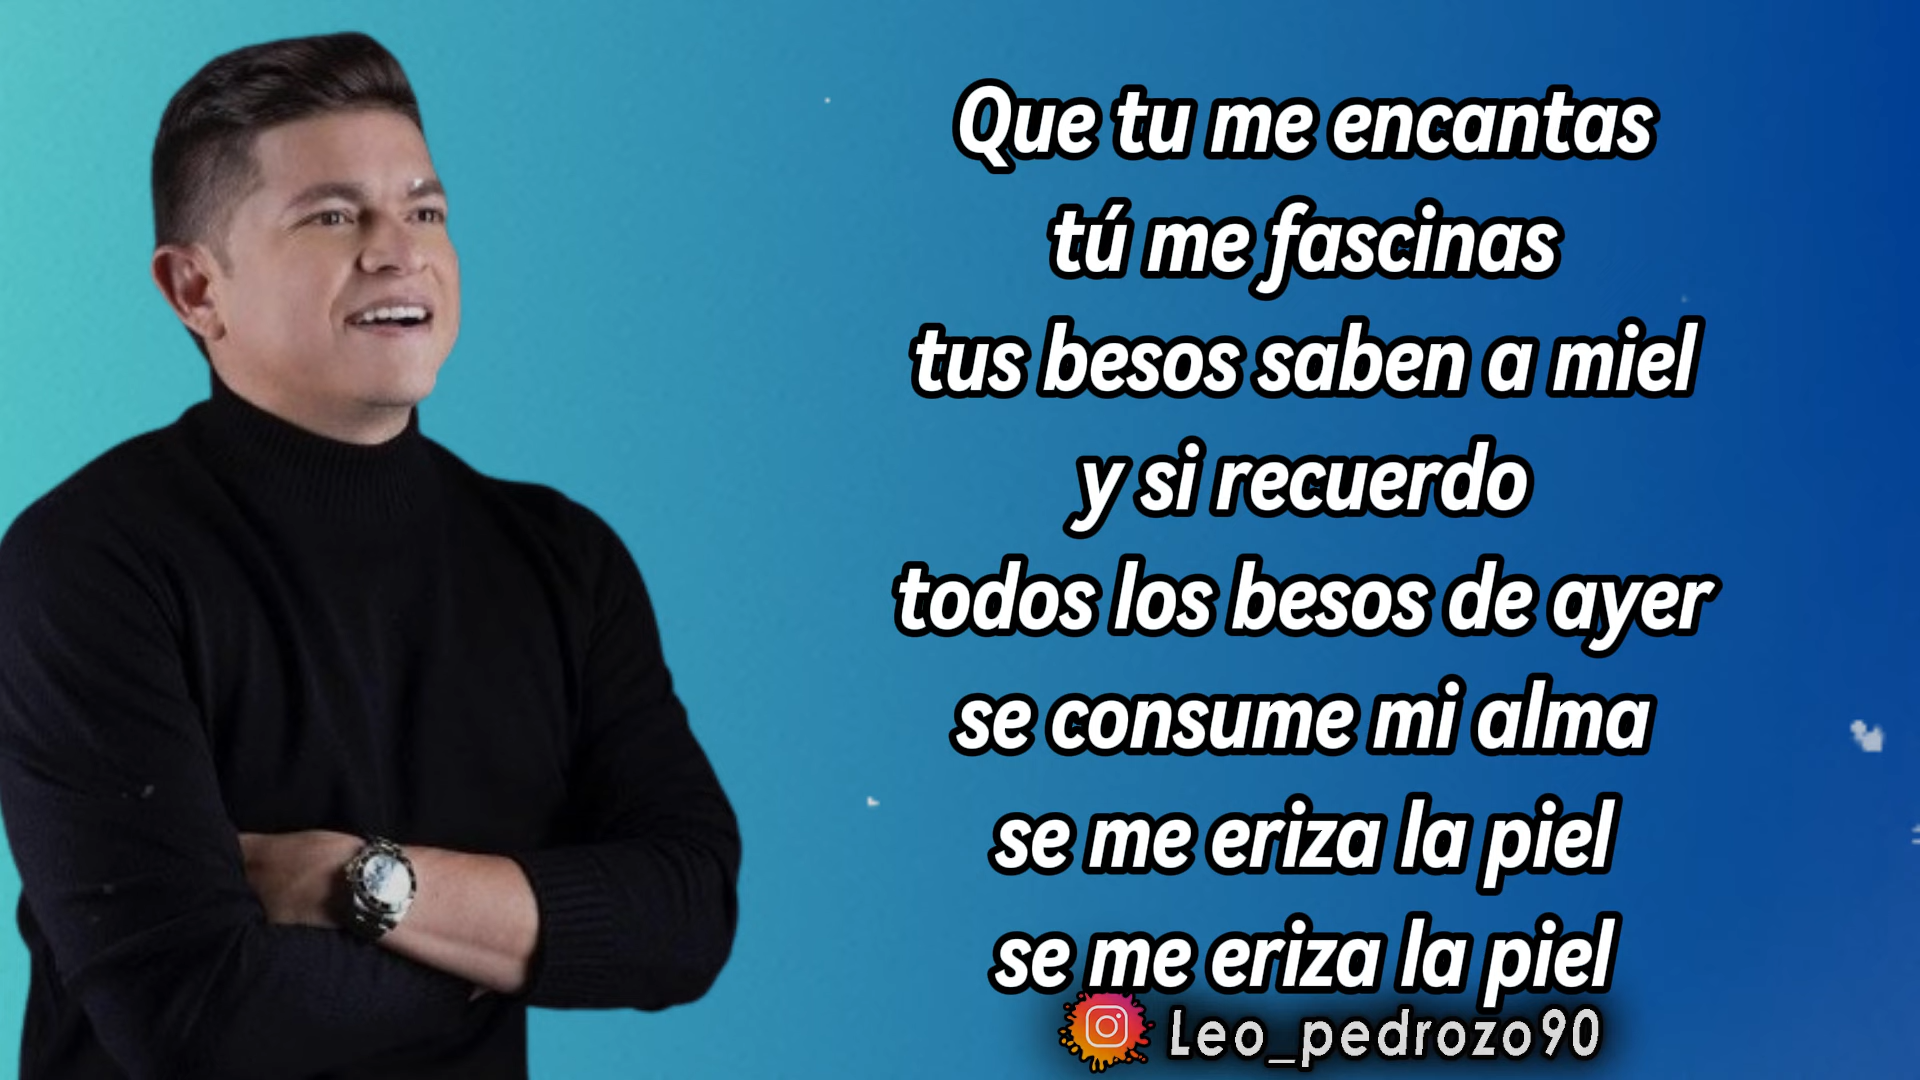 Que tu me encantas
tú me fascinas
tus besos saben a miel
y si recuerdo
todos los besos de ayer
se consume mi alma
se me eriza la piel
se me eriza la piel
Leo_pedrozo90